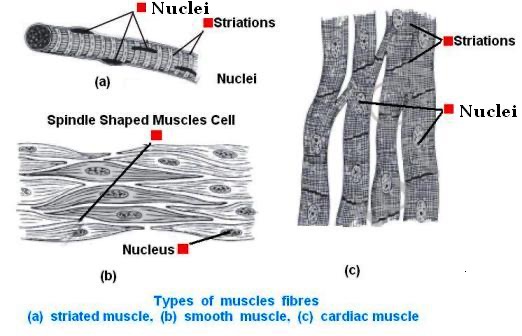 Nuclei
Striations
Nuclei
(a)
Spindle Shaped Muscles Cell
Nucleus
(b)
Striations
Nuclei
(c)
Types of muscles fibres
(a) striated muscle, (b) smooth muscle, (c) cardiac muscle